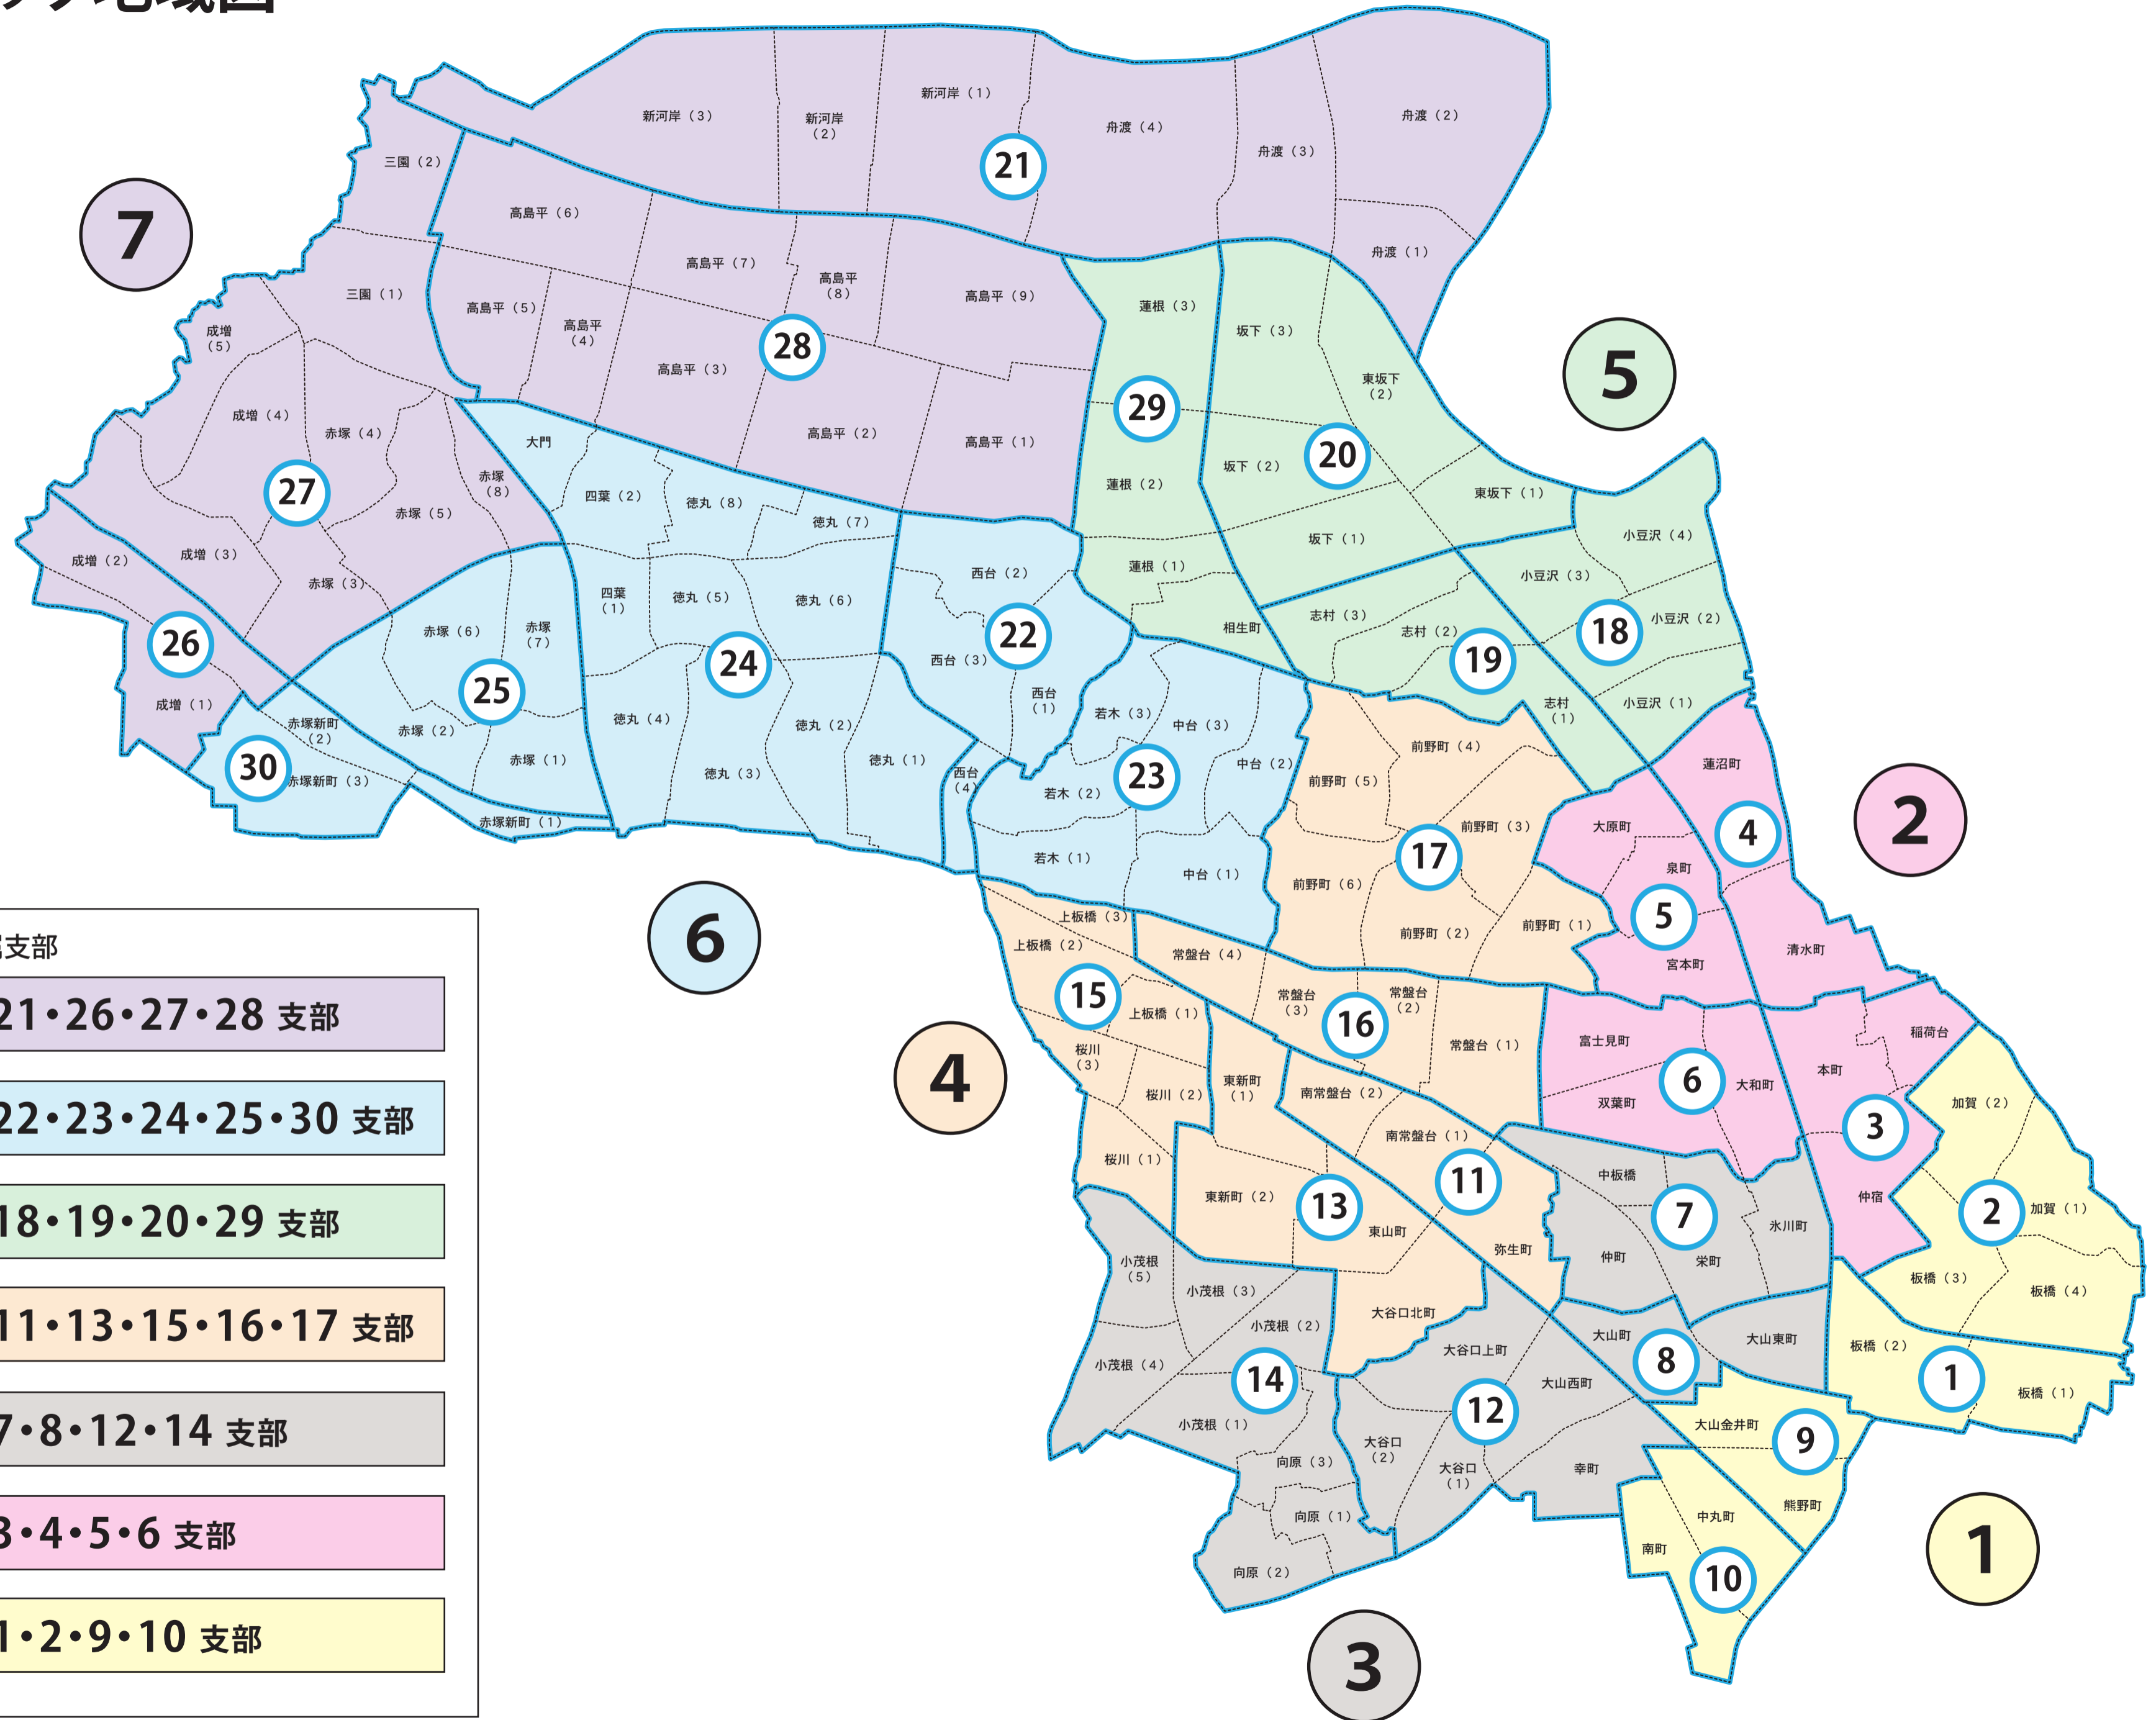 地域図
7
5
2
6
4
1
3
新河岸（3）
新河岸
（2）
新河岸（1）
舟渡（4）
舟渡（3）
舟渡（2）
舟渡（1）
21
三園（2）
三園（1）
高島平（6）
高島平（7）
高島平
（8）
高島平（9）
高島平（5）
高島平
（4）
高島平（3）
高島平（2）
高島平（1）
28
成増
（5）
成増（4）
赤塚（4）
赤塚
（8）
赤塚（5）
成増（3）
赤塚（3）
27
成増（2）
成増（1）
26
蓮根（3）
蓮根（2）
蓮根（1）
相生町
29
坂下（3）
坂下（2）
坂下（1）
東坂下
（2）
東坂下（1）
20
小豆沢（4）
小豆沢（3）
小豆沢（2）
小豆沢（1）
18
志村（3）
志村（2）
志村
（1）
19
大門
四葉（2）
徳丸（8）
徳丸（7）
四葉
（1）
徳丸（5）
徳丸（6）
徳丸（4）
徳丸（3）
徳丸（2）
徳丸（1）
24
赤塚（6）
赤塚
（7）
赤塚（2）
赤塚（1）
25
赤塚新町
（2）
赤塚新町（3）
赤塚新町（1）
30
西台（2）
西台（3）
西台
（1）
西台
（4）
22
若木（3）
中台（3）
中台（2）
若木（2）
若木（1）
中台（1）
23
前野町（4）
前野町（5）
前野町（3）
前野町（6）
前野町（2）
前野町（1）
17
蓮沼町
清水町
4
大原町
泉町
宮本町
5
富士見町
双葉町
大和町
6
本町
稲荷台
仲宿
3
上板橋（3）
上板橋（2）
上板橋（1）
桜川
（3）
桜川（2）
桜川（1）
15
常盤台（4）
常盤台
（3）
常盤台
（2）
常盤台（1）
16
東新町
（1）
東新町（2）
東山町
大谷口北町
13
南常盤台（2）
南常盤台（1）
弥生町
11
中板橋
仲町
栄町
氷川町
7
大山町
大山東町
8
大谷口上町
大山西町
大谷口
（2）
大谷口
（1）
幸町
12
小茂根
（5）
小茂根（3）
小茂根（2）
小茂根（4）
小茂根（1）
向原（3）
向原（1）
向原（2）
14
加賀（2）
加賀（1）
板橋（3）
板橋（4）
2
板橋（2）
板橋（1）
1
大山金井町
熊野町
9
中丸町
南町
10
支部
21・26・27・28 支部
22・23・24・25・30 支部
18・19・20・29 支部
11・13・15・16・17 支部
7・8・12・14 支部
3・4・5・6 支部
1・2・9・10 支部